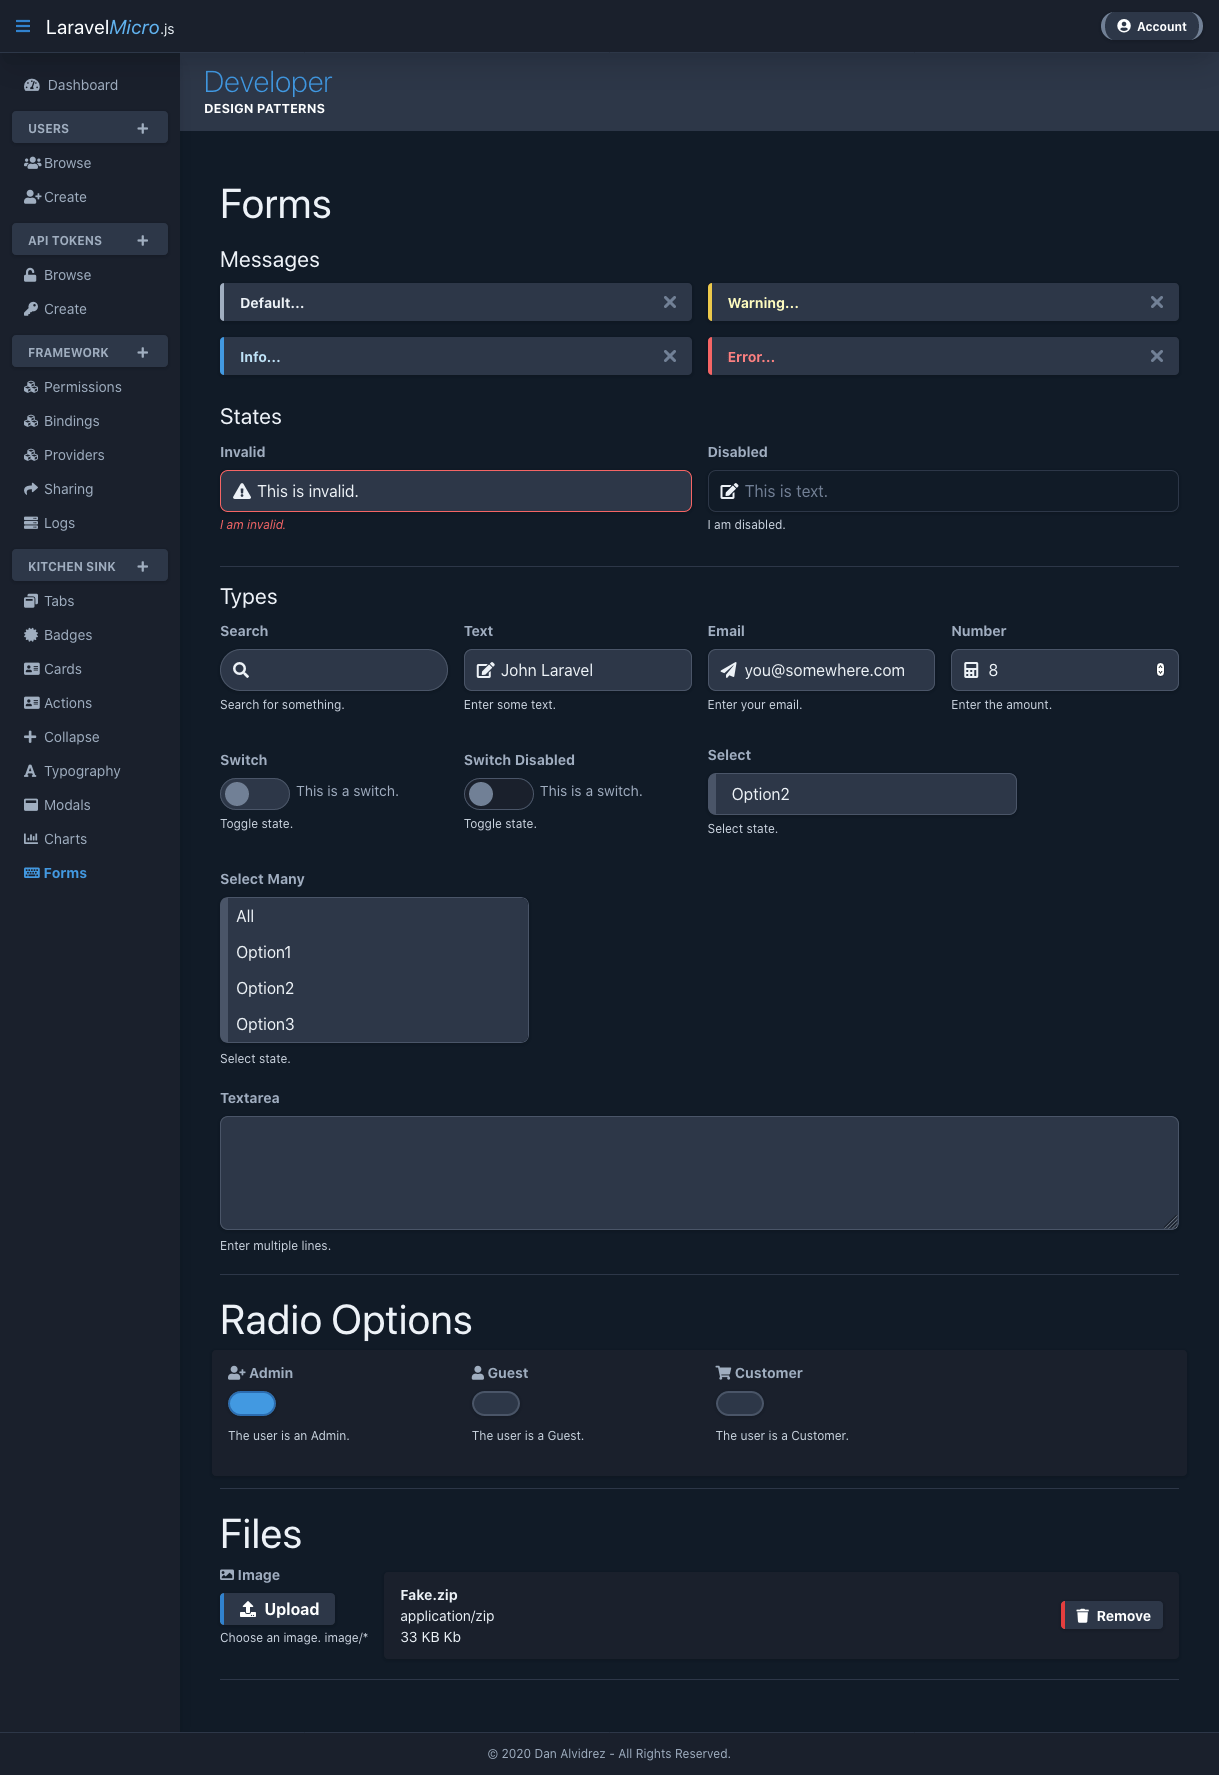 LaravelMicro.js
Account
Dashboard
USERS
Browse
Create
API TOKENS
Browse
Create
FRAMEWORK
Permissions
Bindings
Providers
Sharing
Logs
KITCHEN SINK
Tabs
Badges
Cards
Actions
Collapse
Typography
Modals
Charts
Forms
Developer
DESIGN PATTERNS
Forms
Messages
Default...
Warning...
Info...
Error...
States
Invalid
Disabled
This is invalid.
This is text.
I am invalid.
I am disabled.
Types
Search
Text
Email
Number
John Laravel
you@somewhere.com
8
Search for something.
Enter some text.
Enter your email.
Enter the amount.
Switch
Switch Disabled
Select
This is a switch.
This is a switch.
Option2
Toggle state.
Toggle state.
Select state.
Select Many
All
Option1
Option2
Option3
Select state.
Textarea
Enter multiple lines.
Radio Options
Admin
Guest
Customer
The user is an Admin.
The user is a Guest.
The user is a Customer.
Files
Image
Upload
Choose an image. image/*
Fake.zip
application/zip
33 KB Kb
Remove
© 2020 Dan Alvidrez - All Rights Reserved.